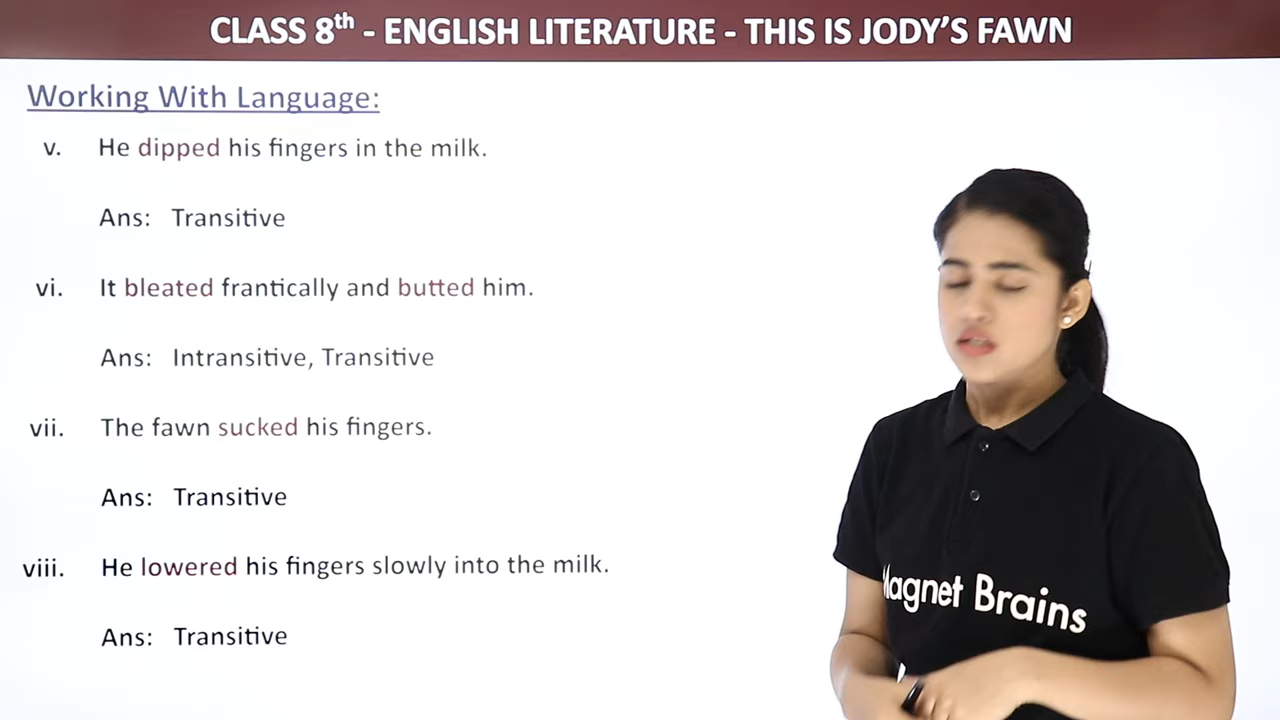 CLASS 8th - ENGLISH LITERATURE - THIS IS JODY'S FAWN
Working With Language:
v. He dipped his fingers in the milk.
Ans: Transitive
vi. It bleated frantically and butted him.
Ans: Intransitive, Transitive
vii. The fawn sucked his fingers.
Ans: Transitive
viii. He lowered his fingers slowly into the milk.
Ans: Transitive
Magnet Brains